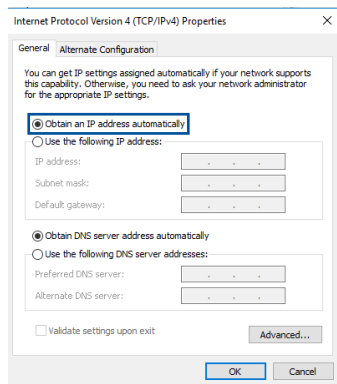 Internet Protocol Version 4 (TCP/IPv4) Properties
General
Alternate Configuration
You can get IP settings assigned automatically if your network supports
this capability. Otherwise, you need to ask your network administrator
for the appropriate IP settings.
Obtain an IP address automatically
Use the following IP address:
IP address:
Subnet mask:
Default gateway:
Obtain DNS server address automatically
Use the following DNS server addresses:
Preferred DNS server:
Alternate DNS server:
Validate settings upon exit
Advanced...
OK
Cancel